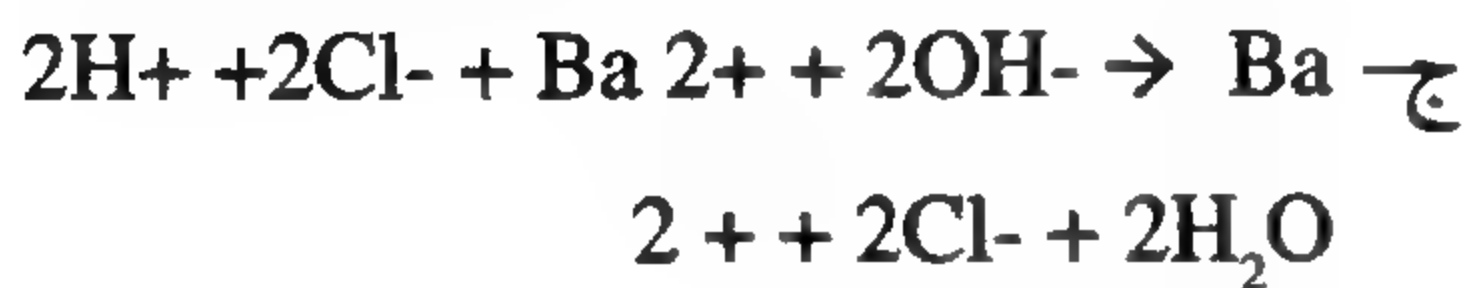 ج- 2H+ +2Cl- + Ba 2+ + 2OH- → Ba
2 + + 2Cl- + 2H₂O